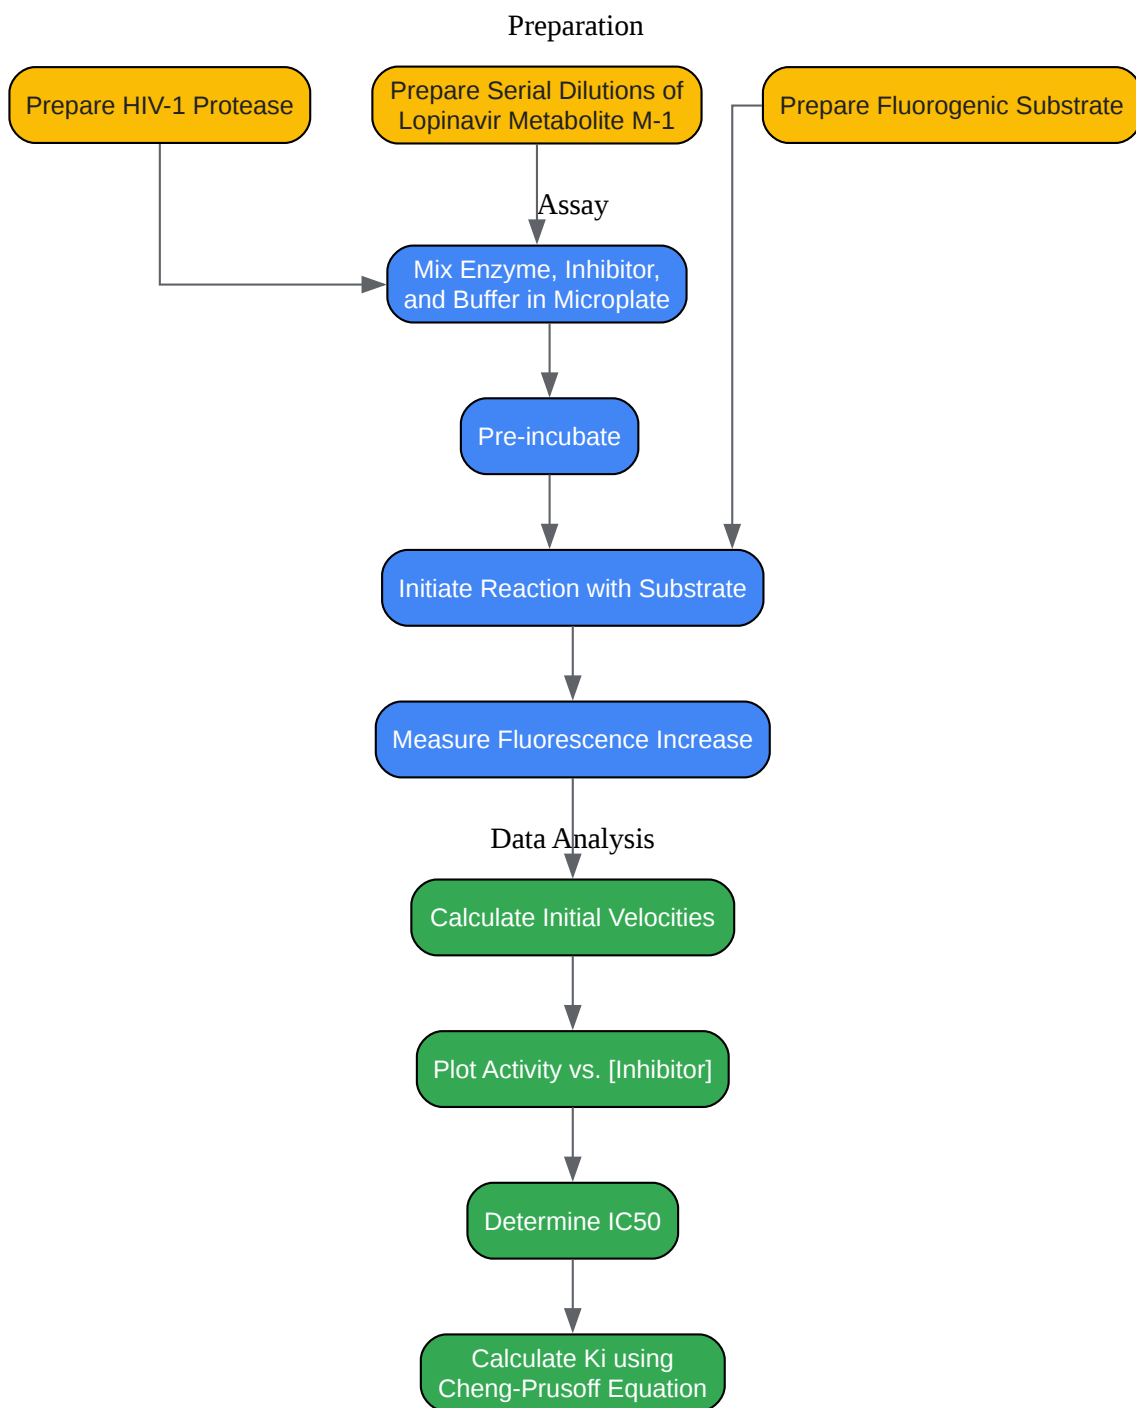 Preparation
Prepare HIV-1 Protease
Prepare Serial Dilutions of
Lopinavir Metabolite M-1
Prepare Fluorogenic Substrate
Assay
Mix Enzyme, Inhibitor,
and Buffer in Microplate
Pre-incubate
Initiate Reaction with Substrate
Measure Fluorescence Increase
Data Analysis
Calculate Initial Velocities
Plot Activity vs. [Inhibitor]
Determine IC50
Calculate Ki using
Cheng-Prusoff Equation